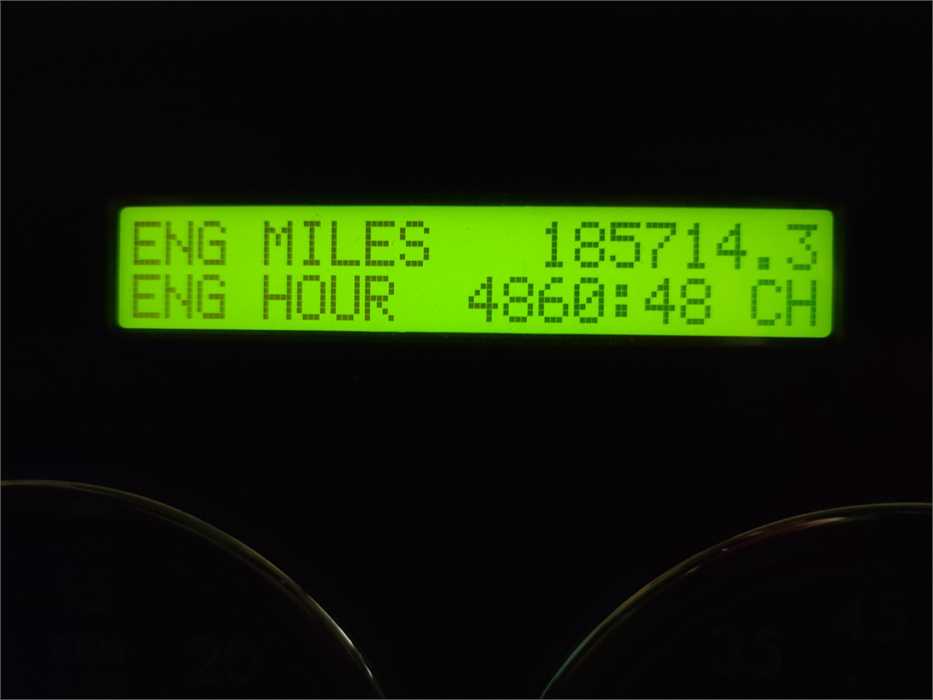 ENG MILES 185714.3
ENG HOUR 4860:48 CH